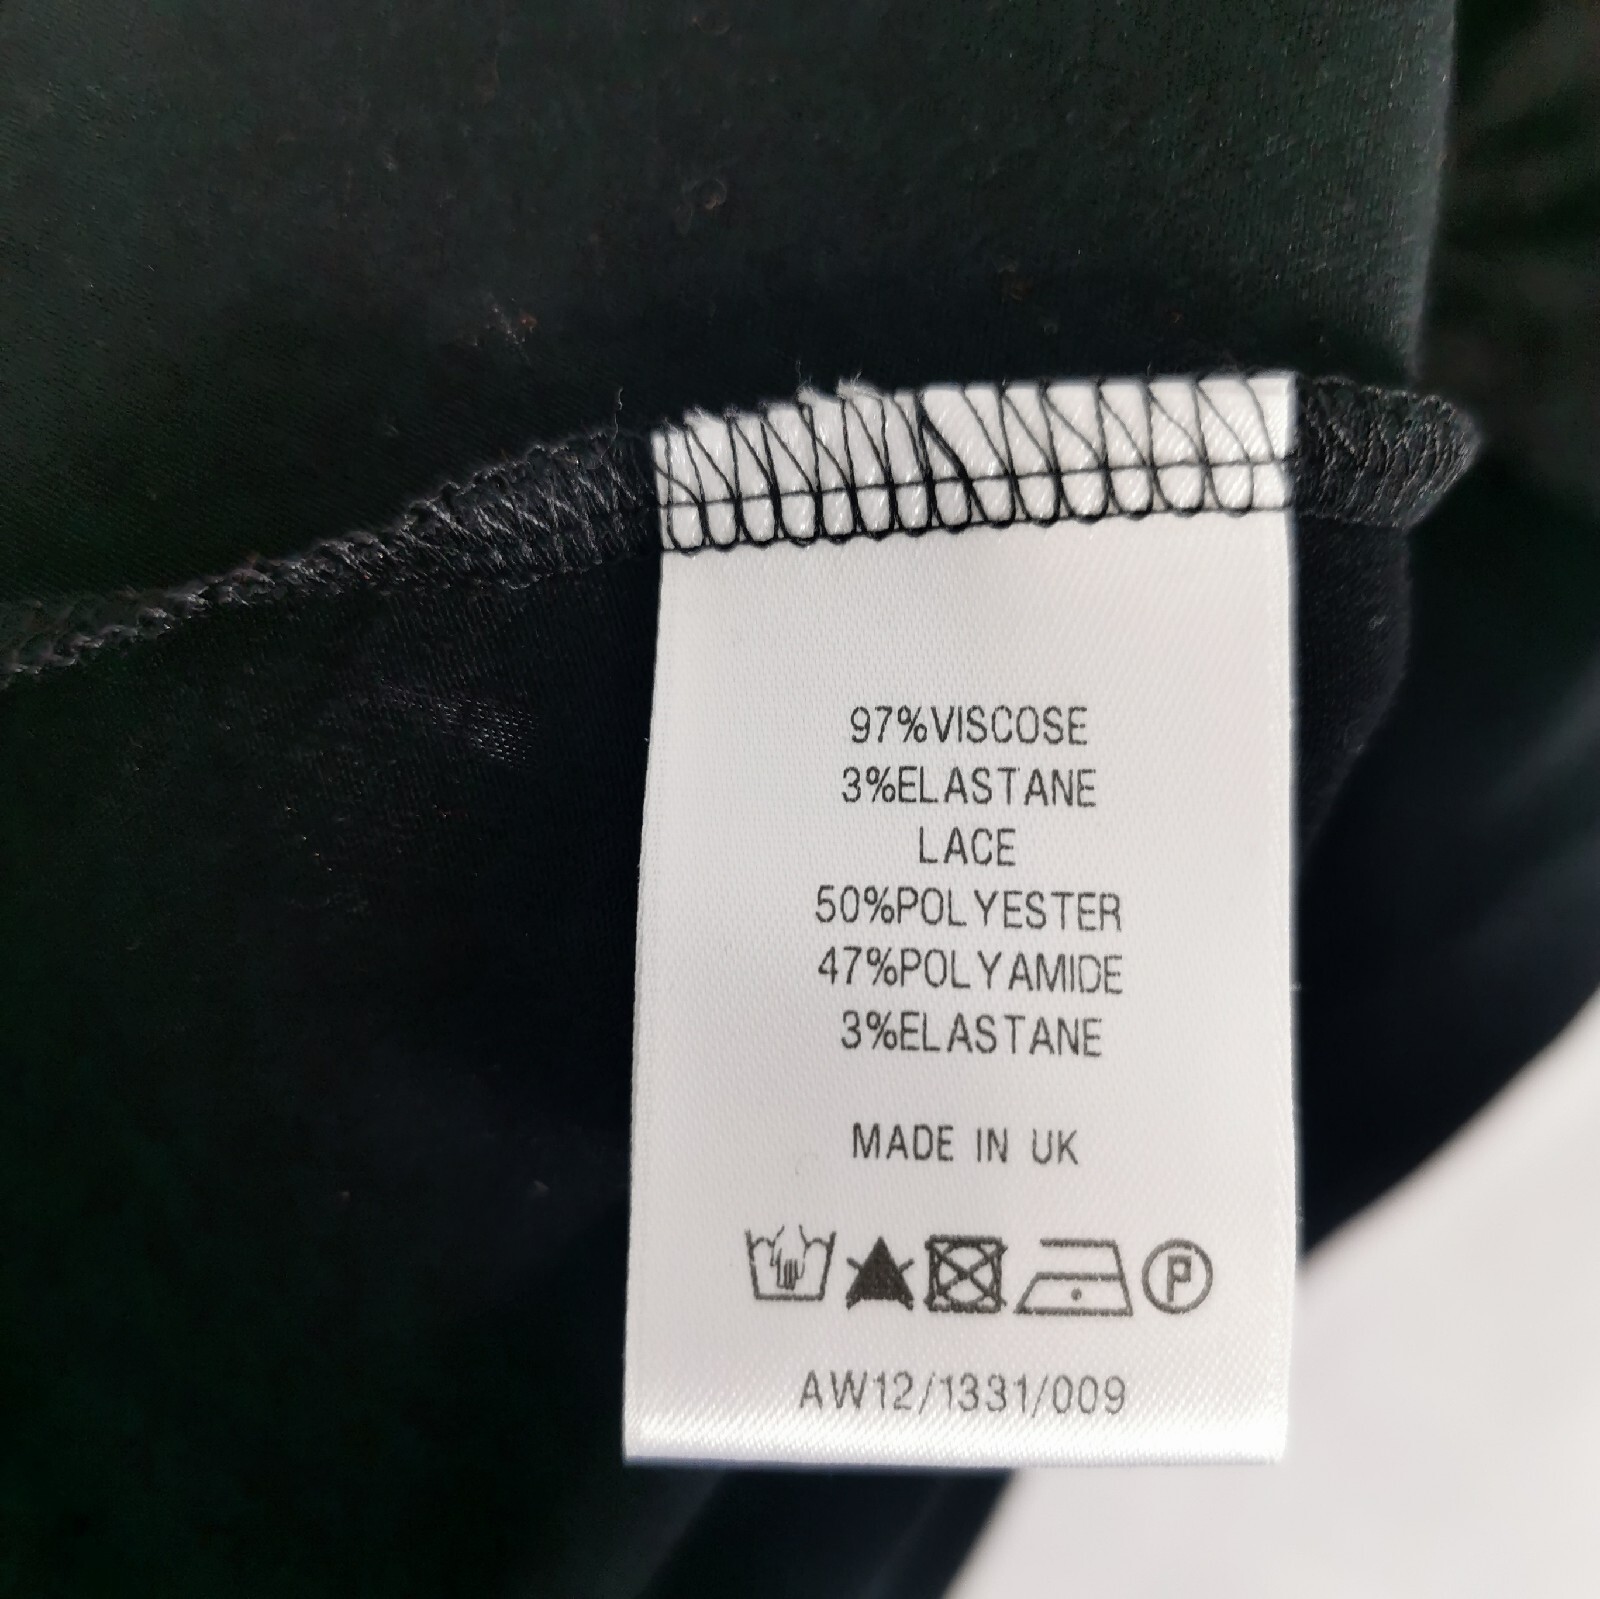 97%VISCOSE
3%ELASTANE
LACE
50%POLYESTER
47%POLYAMIDE
3%ELASTANE
MADE IN UK
P
AW12/1331/009